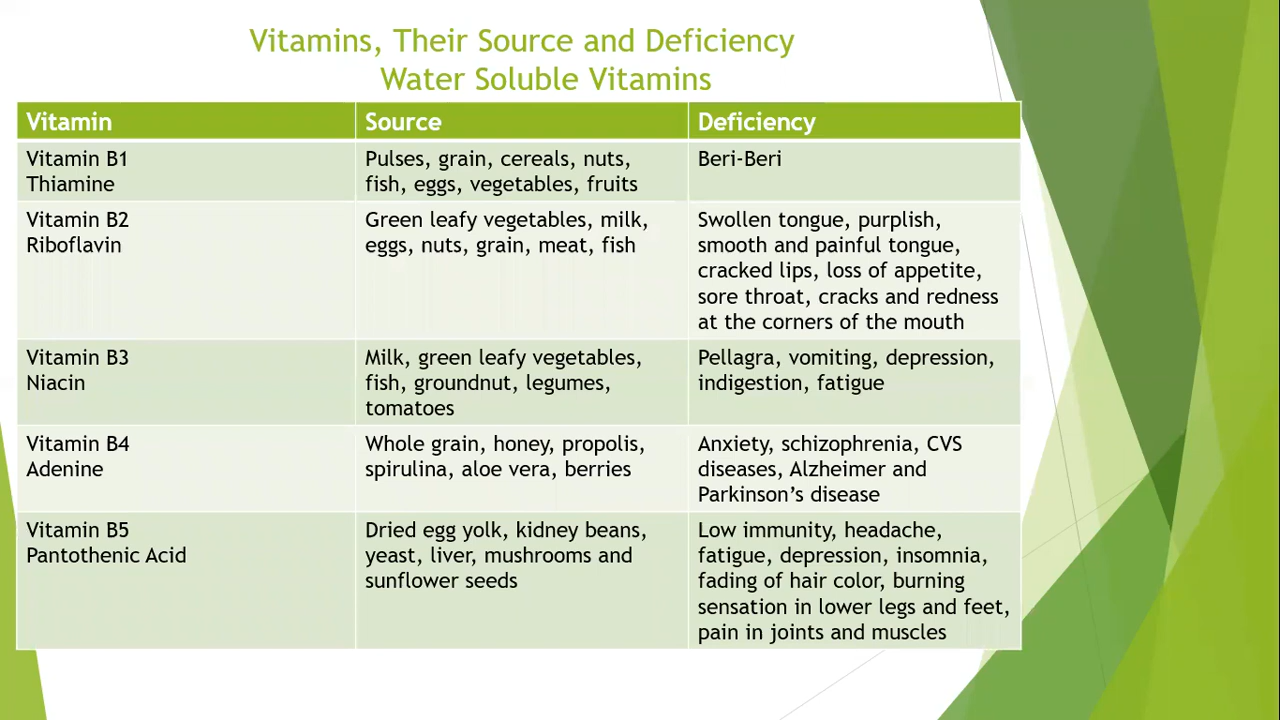 Vitamins, Their Source and Deficiency
Water Soluble Vitamins
Vitamin
Source
Deficiency
Vitamin B1
Thiamine
Pulses, grain, cereals, nuts,
fish, eggs, vegetables, fruits
Beri-Beri
Vitamin B2
Riboflavin
Green leafy vegetables, milk,
eggs, nuts, grain, meat, fish
Swollen tongue, purplish,
smooth and painful tongue,
cracked lips, loss of appetite,
sore throat, cracks and redness
at the corners of the mouth
Vitamin B3
Niacin
Milk, green leafy vegetables,
fish, groundnut, legumes,
tomatoes
Pellagra, vomiting, depression,
indigestion, fatigue
Vitamin B4
Adenine
Whole grain, honey, propolis,
spirulina, aloe vera, berries
Anxiety, schizophrenia, CVS
diseases, Alzheimer and
Parkinson’s disease
Vitamin B5
Pantothenic Acid
Dried egg yolk, kidney beans,
yeast, liver, mushrooms and
sunflower seeds
Low immunity, headache,
fatigue, depression, insomnia,
fading of hair color, burning
sensation in lower legs and feet,
pain in joints and muscles